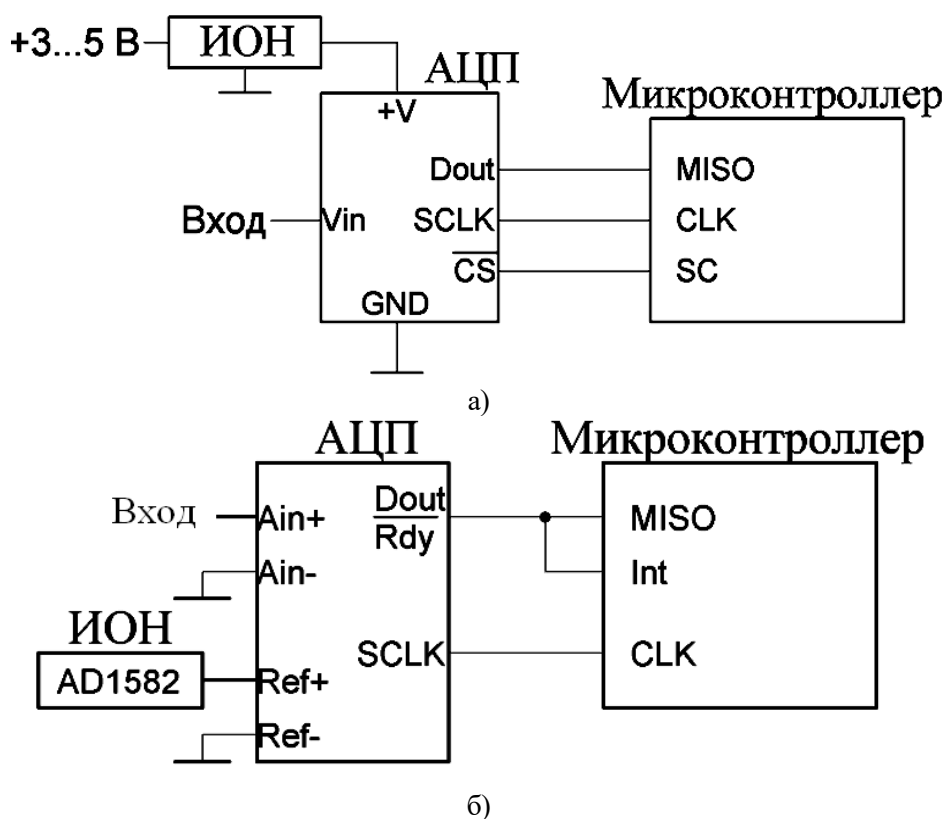 +3...5 В ИОН
АЦП
Микроконтроллер
+V
Dout MISO
Вход Vin SCLK CLK
CS SC
GND
а)
АЦП Микроконтроллер
Вход Ain+ Dout MISO
Rdy
Ain- Int
ИОН
SCLK CLK
AD1582 Ref+
Ref-
б)